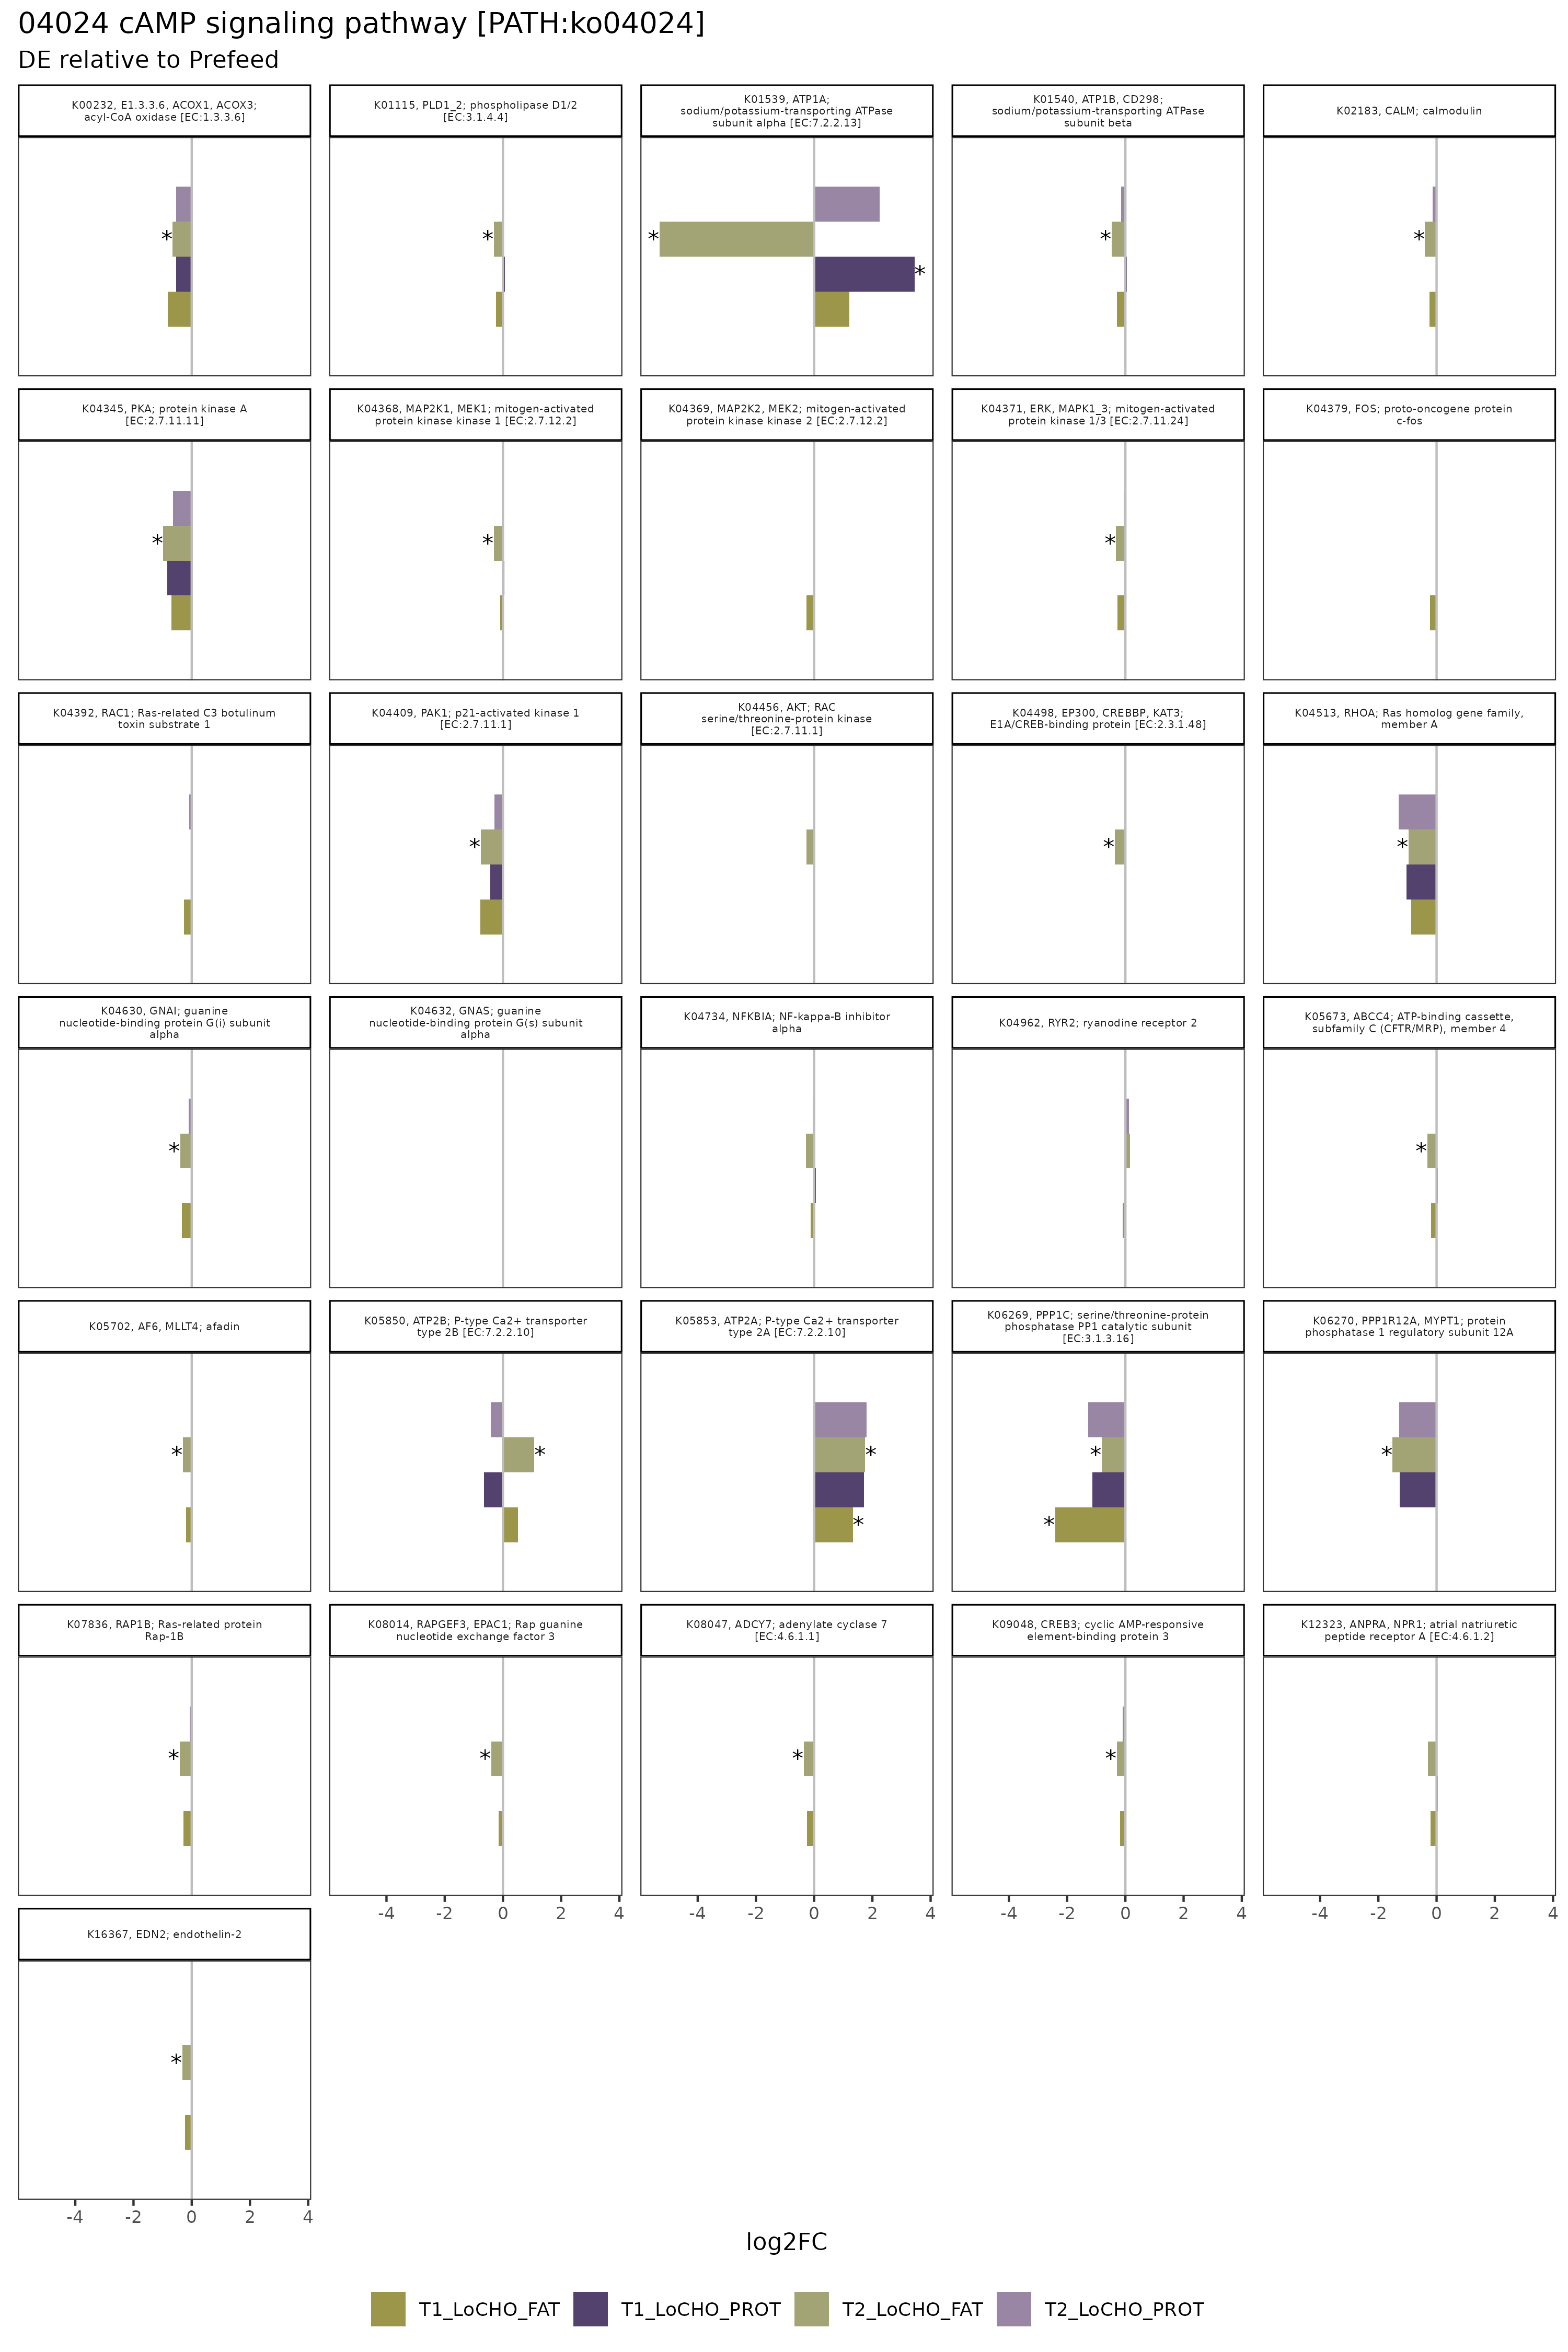 04024 cAMP signaling pathway [PATH:ko04024]
DE relative to Prefeed
K00232, E1.3.3.6, ACOX1, ACOX3;
acyl-CoA oxidase [EC:1.3.3.6]
K01115, PLD1_2; phospholipase D1/2
[EC:3.1.4.4]
K01539, ATP1A;
sodium/potassium-transporting ATPase
subunit alpha [EC:7.2.2.13]
K01540, ATP1B, CD298;
sodium/potassium-transporting ATPase
subunit beta
K02183, CALM; calmodulin
*
*
*
*
*
*
K04345, PKA; protein kinase A
[EC:2.7.11.11]
K04368, MAP2K1, MEK1; mitogen-activated
protein kinase kinase 1 [EC:2.7.12.2]
K04369, MAP2K2, MEK2; mitogen-activated
protein kinase kinase 2 [EC:2.7.12.2]
K04371, ERK, MAPK1_3; mitogen-activated
protein kinase 1/3 [EC:2.7.11.24]
K04379, FOS; proto-oncogene protein
c-fos
*
*
*
K04392, RAC1; Ras-related C3 botulinum
toxin substrate 1
K04409, PAK1; p21-activated kinase 1
[EC:2.7.11.1]
K04456, AKT; RAC
serine/threonine-protein kinase
[EC:2.7.11.1]
K04498, EP300, CREBBP, KAT3;
E1A/CREB-binding protein [EC:2.3.1.48]
K04513, RHOA; Ras homolog gene family,
member A
*
*
*
K04630, GNAI; guanine
nucleotide-binding protein G(i) subunit
alpha
K04632, GNAS; guanine
nucleotide-binding protein G(s) subunit
alpha
K04734, NFKBIA; NF-kappa-B inhibitor
alpha
K04962, RYR2; ryanodine receptor 2
K05673, ABCC4; ATP-binding cassette,
subfamily C (CFTR/MRP), member 4
*
*
K05702, AF6, MLLT4; afadin
K05850, ATP2B; P-type Ca2+ transporter
type 2B [EC:7.2.2.10]
K05853, ATP2A; P-type Ca2+ transporter
type 2A [EC:7.2.2.10]
K06269, PPP1C; serine/threonine-protein
phosphatase PP1 catalytic subunit
[EC:3.1.3.16]
K06270, PPP1R12A, MYPT1; protein
phosphatase 1 regulatory subunit 12A
*
*
*
*
*
*
*
K07836, RAP1B; Ras-related protein
Rap-1B
K08014, RAPGEF3, EPAC1; Rap guanine
nucleotide exchange factor 3
K08047, ADCY7; adenylate cyclase 7
[EC:4.6.1.1]
K09048, CREB3; cyclic AMP-responsive
element-binding protein 3
K12323, ANPRA, NPR1; atrial natriuretic
peptide receptor A [EC:4.6.1.2]
*
*
*
*
-4 -2 0 2 4
-4 -2 0 2 4
-4 -2 0 2 4
-4 -2 0 2 4
K16367, EDN2; endothelin-2
*
-4 -2 0 2 4
log2FC
T1_LoCHO_FAT T1_LoCHO_PROT T2_LoCHO_FAT T2_LoCHO_PROT